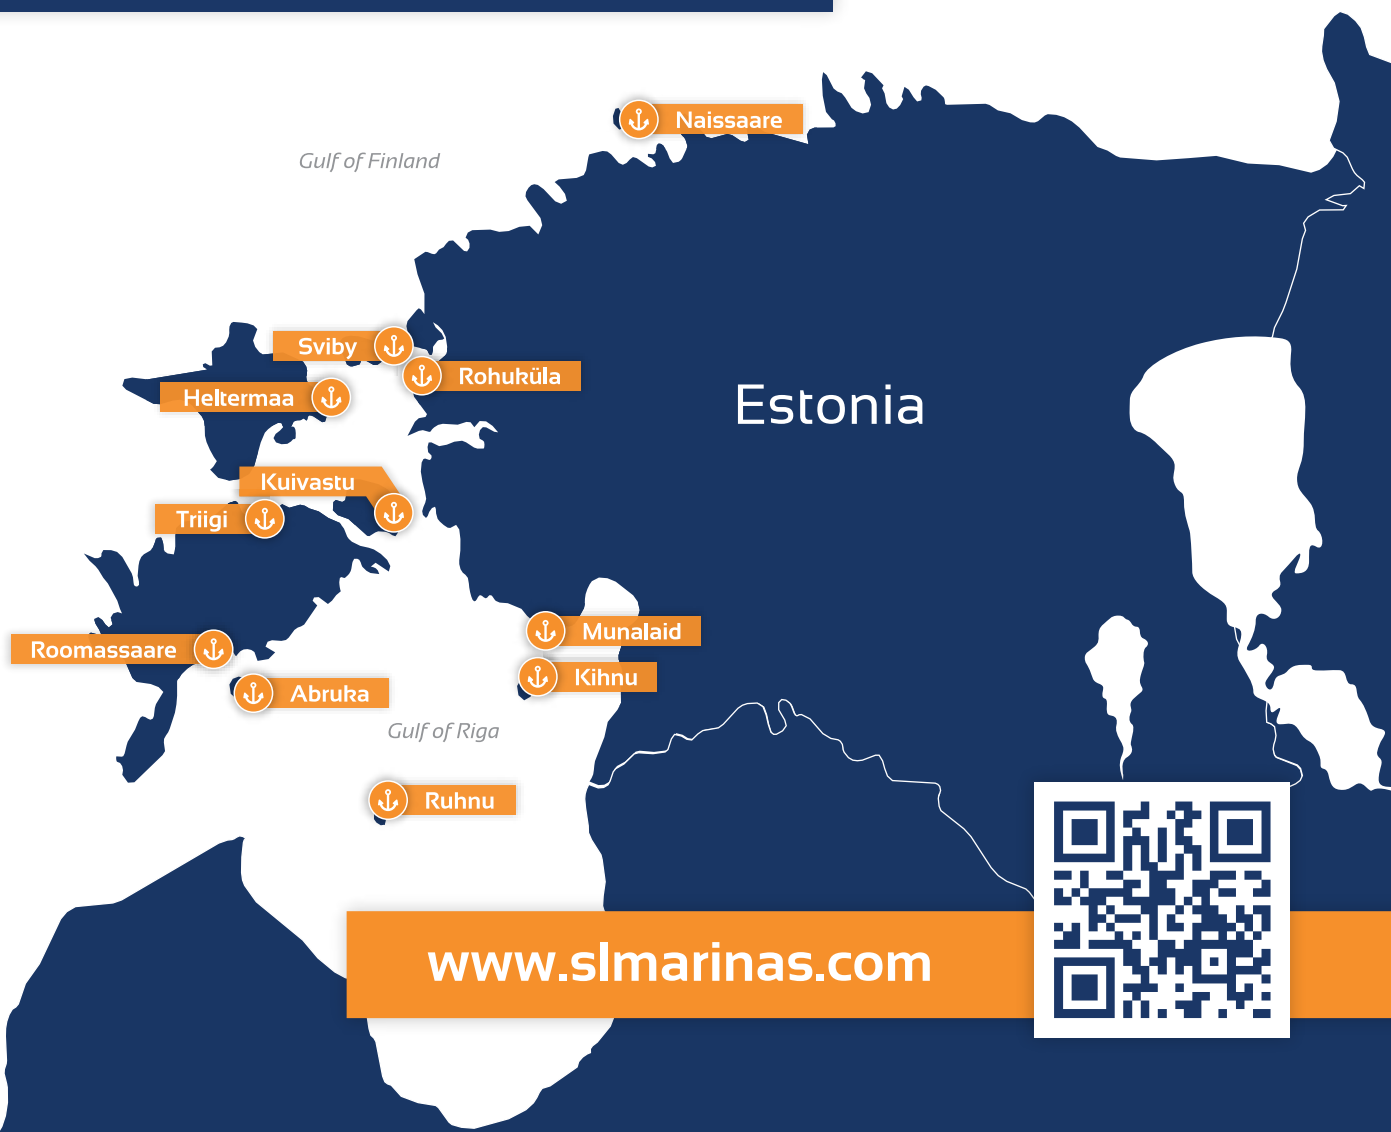 Naissaare
Gulf of Finland
Sviby
Rohuküla
Heltermaa
Estonia
Kuivastu
Triigi
Munalaid
Roomassaare
Kihnu
Abruka
Gulf of Riga
Ruhnu
www.slmarinas.com